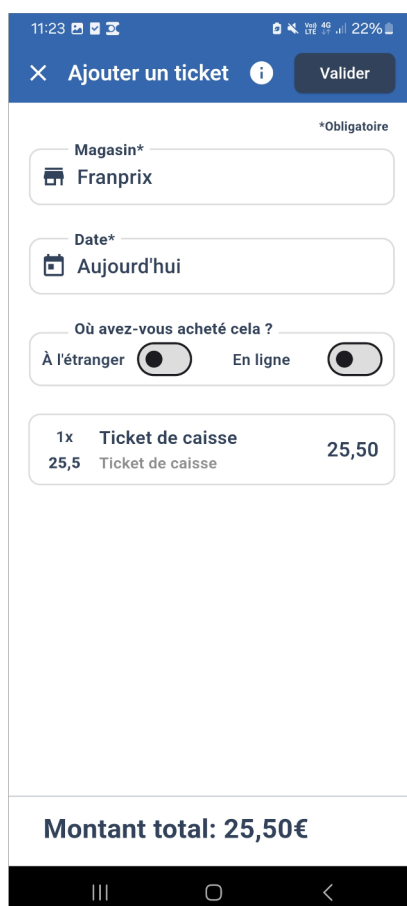 11:23 22%
Ajouter un ticket i Valider
*Obligatoire
Magasin*
Franprix
Date*
Aujourd'hui
Où avez-vous acheté cela ?
À l'étranger En ligne
1x Ticket de caisse 25,50
25,5 Ticket de caisse
Montant total: 25,50€